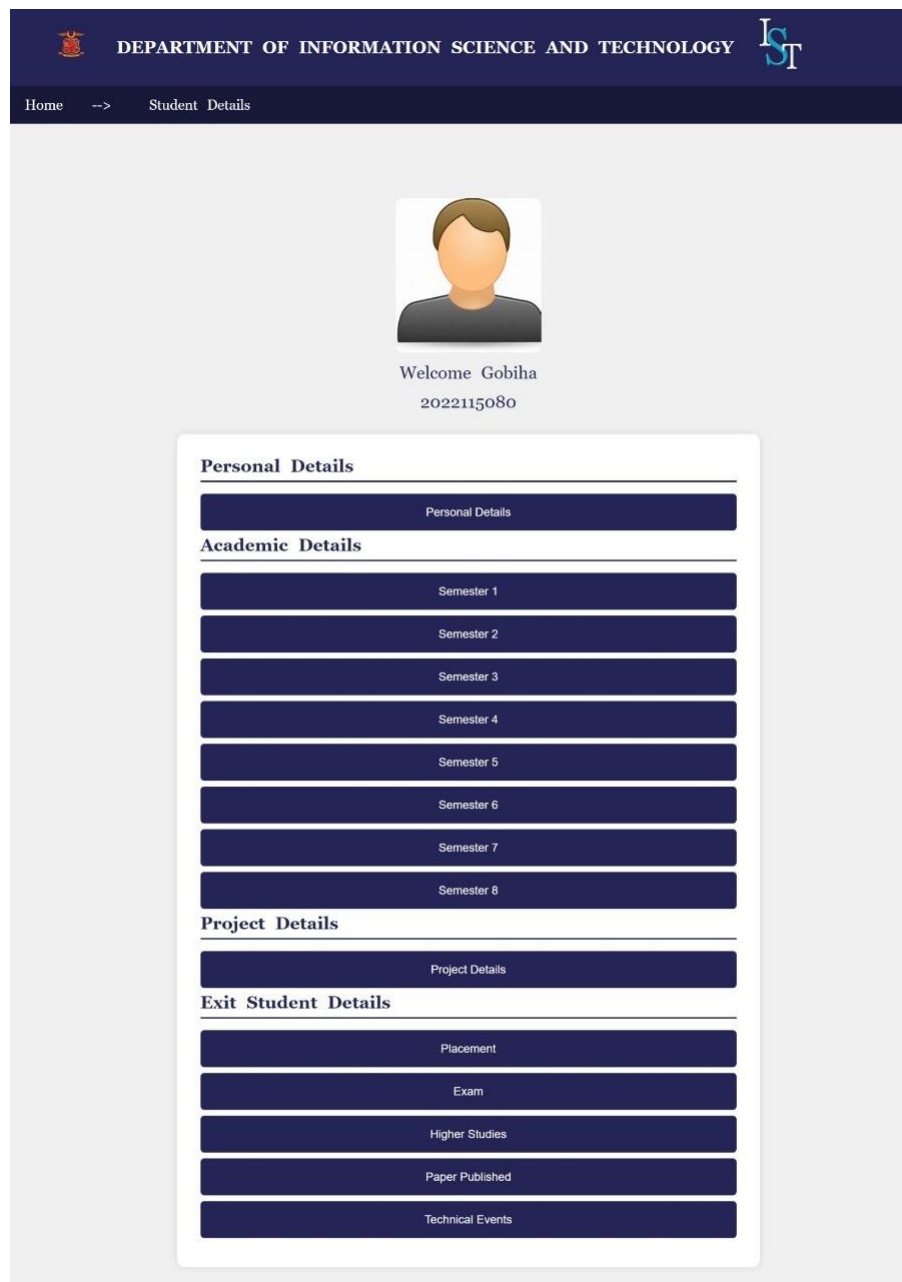 DEPARTMENT OF INFORMATION SCIENCE AND TECHNOLOGY IST
Home --> Student Details
Welcome Gobiha
2022115080
Personal Details
Personal Details
Academic Details
Semester 1
Semester 2
Semester 3
Semester 4
Semester 5
Semester 6
Semester 7
Semester 8
Project Details
Project Details
Exit Student Details
Placement
Exam
Higher Studies
Paper Published
Technical Events